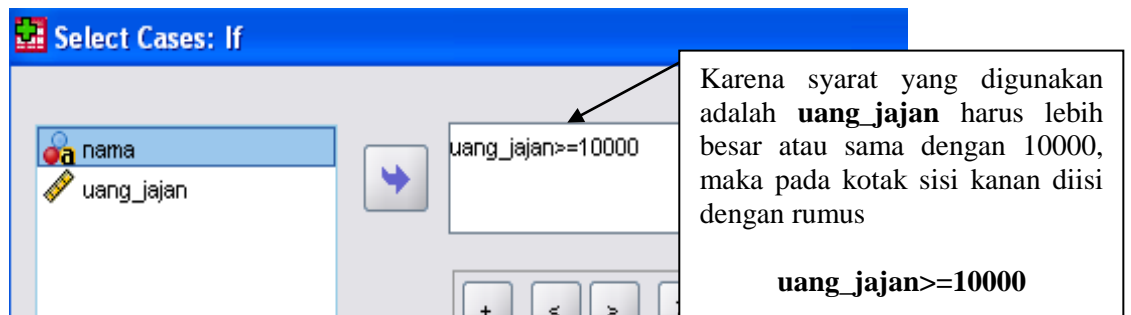 Select Cases: If
nama
uang_jajan
uang_jajan>=10000
+ < >
Karena syarat yang digunakan
adalah uang_jajan harus lebih
besar atau sama dengan 10000,
maka pada kotak sisi kanan diisi
dengan rumus
uang_jajan>=10000